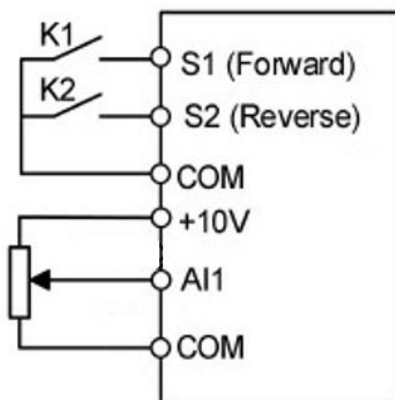 K1
S1 (Forward)
K2
S2 (Reverse)
COM
+10V
AI1
COM